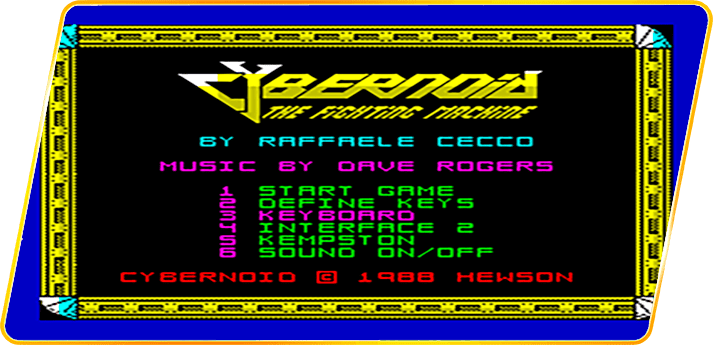 CYBERNOID
THE FIGHTING MACHINE
BY RAFFAELE CECCO
MUSIC BY DAVE ROGERS
1 START GAME
2 DEFINE KEYS
3 KEYBOARD
4 INTERFACE 2
5 KEMPSTON
6 SOUND ON/OFF
CYBERNOID © 1988 HEWSON